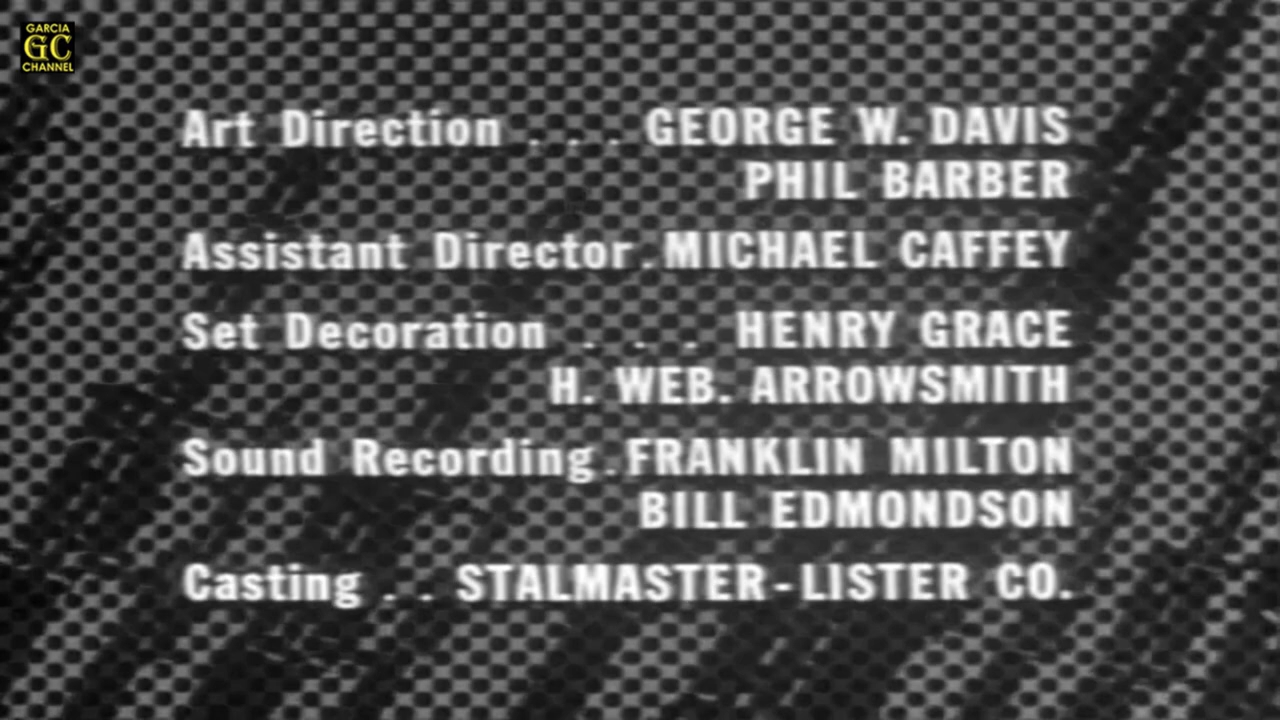 GARCIA
GC
CHANNEL
Art Direction . . . GEORGE W. DAVIS
PHIL BARBER
Assistant Director . MICHAEL CAFFEY
Set Decoration . . . HENRY GRACE
H. WEB. ARROWSMITH
Sound Recording . FRANKLIN MILTON
BILL EDMONDSON
Casting . . STALMASTER-LISTER CO.